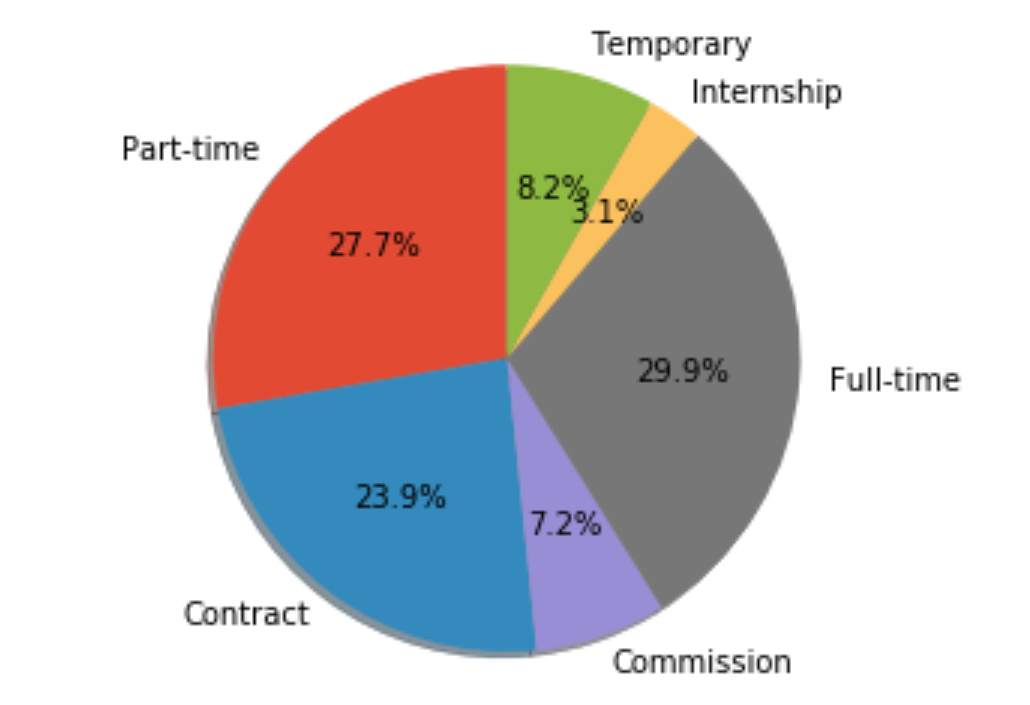 Temporary
Internship
Part-time
8.2%
3.1%
27.7%
29.9%
Full-time
23.9%
7.2%
Contract
Commission